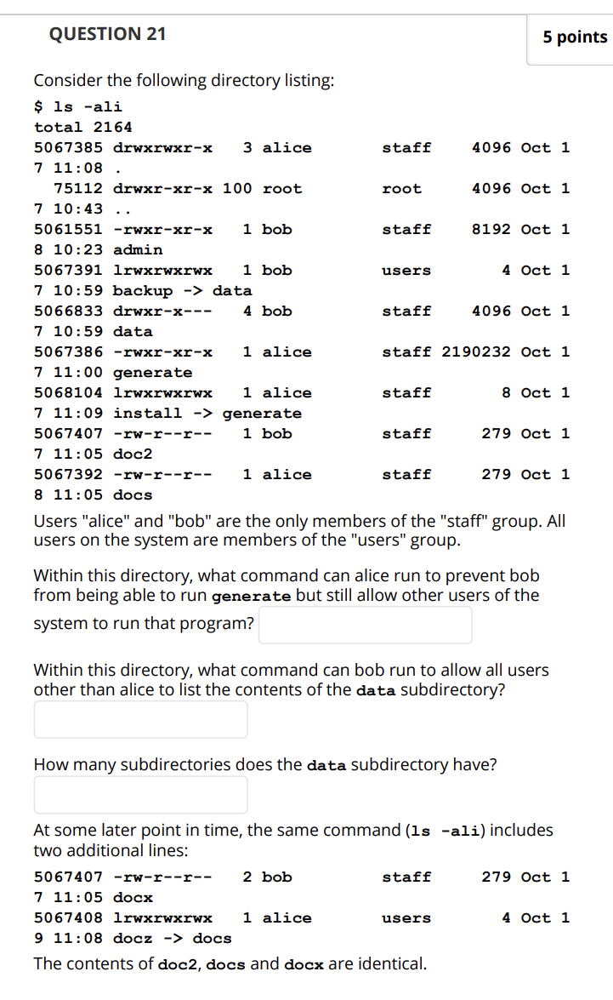 QUESTION 21
5 points
Consider the following directory listing:
$ ls -ali
total 2164
5067385 drwxrwxr-x   3 alice          staff      4096 Oct 1
7 11:08 .
  75112 drwxr-xr-x 100 root           root       4096 Oct 1
7 10:43 ..
5061551 -rwxr-xr-x   1 bob            staff      8192 Oct 1
8 10:23 admin
5067391 lrwxrwxrwx   1 bob            users         4 Oct 1
7 10:59 backup -> data
5066833 drwxr-x---   4 bob            staff      4096 Oct 1
7 10:59 data
5067386 -rwxr-xr-x   1 alice          staff   2190232 Oct 1
7 11:00 generate
5068104 lrwxrwxrwx   1 alice          staff         8 Oct 1
7 11:09 install -> generate
5067407 -rw-r--r--   1 bob            staff       279 Oct 1
7 11:05 doc2
5067392 -rw-r--r--   1 alice          staff       279 Oct 1
8 11:05 docs
Users "alice" and "bob" are the only members of the "staff" group. All
users on the system are members of the "users" group.
Within this directory, what command can alice run to prevent bob
from being able to run generate but still allow other users of the
system to run that program?
Within this directory, what command can bob run to allow all users
other than alice to list the contents of the data subdirectory?
How many subdirectories does the data subdirectory have?
At some later point in time, the same command (ls -ali) includes
two additional lines:
5067407 -rw-r--r--   2 bob            staff       279 Oct 1
7 11:05 docx
5067408 lrwxrwxrwx   1 alice          users         4 Oct 1
9 11:08 docz -> docs
The contents of doc2, docs and docx are identical.